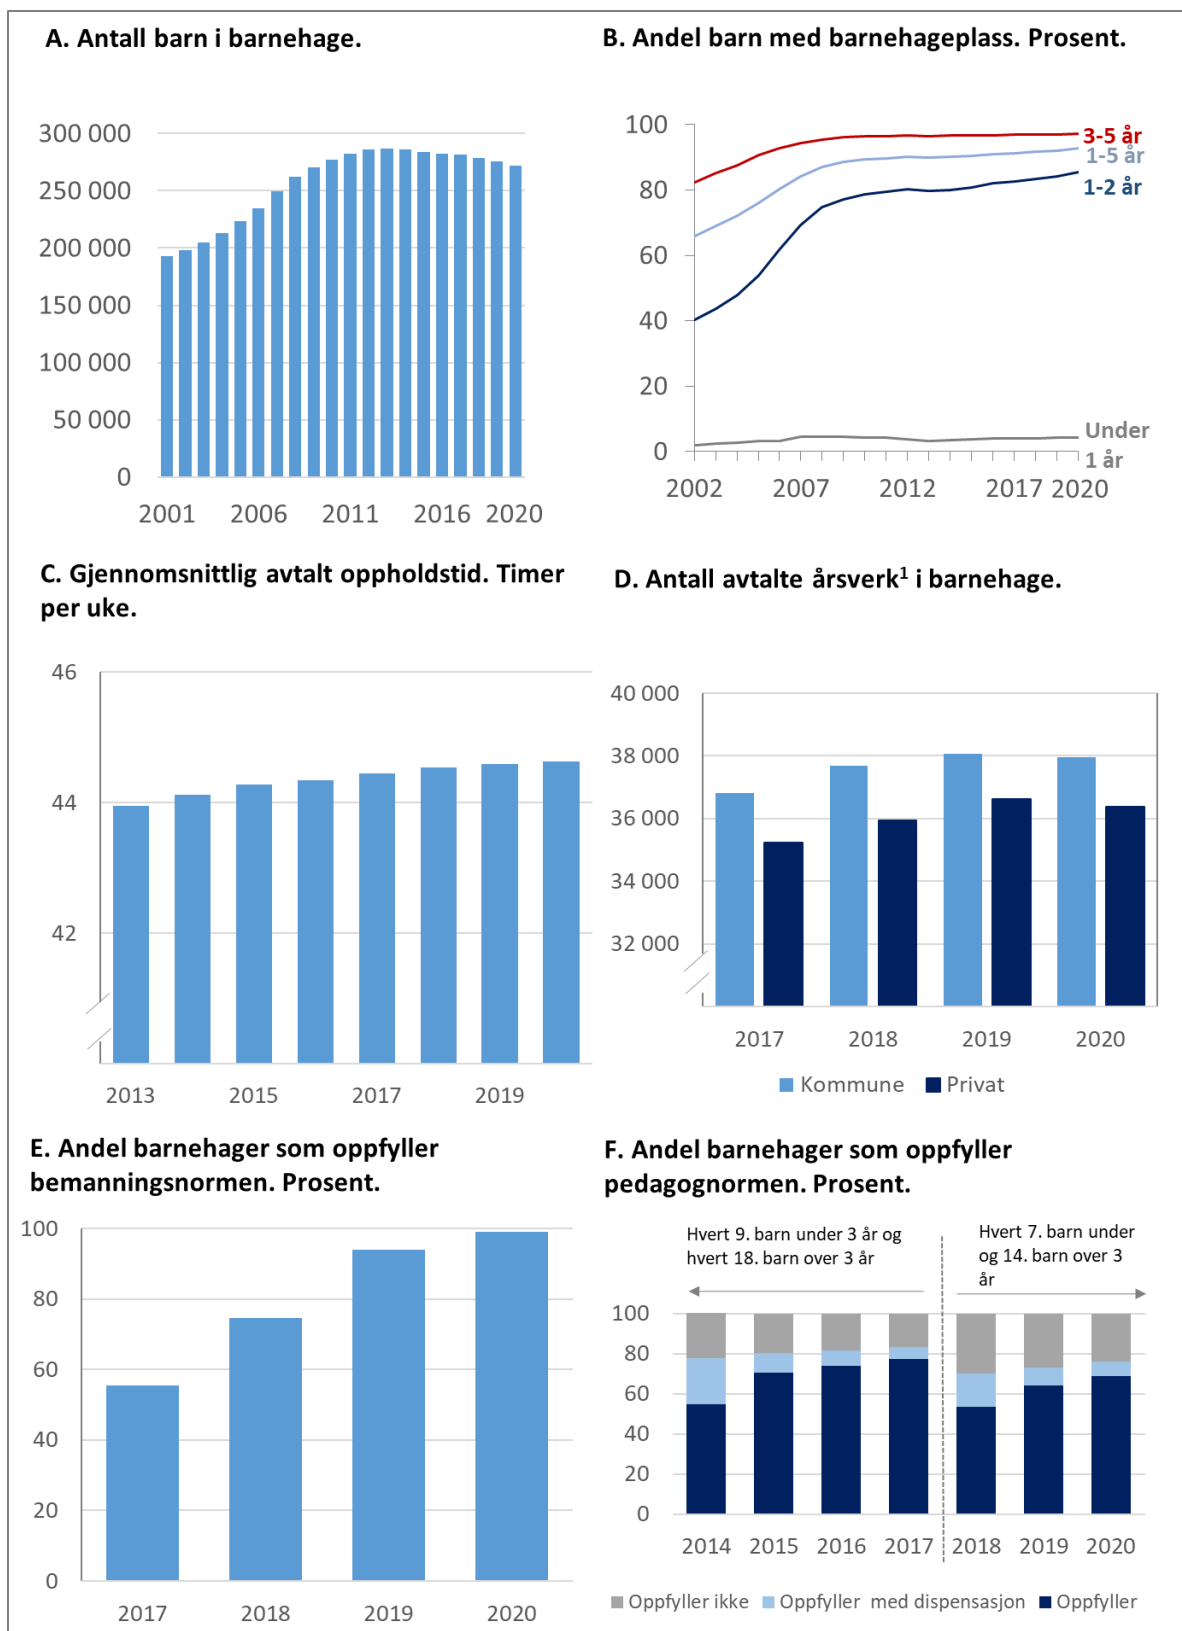 A. Antall barn i barnehage.
300 000
250 000
200 000
150 000
100 000
50 000
0
2001 2006 2011 2016 2020
B. Andel barn med barnehageplass. Prosent.
100
80
60
40
20
0
3-5 år
1-5 år
1-2 år
Under
1 år
2002 2007 2012 2017 2020
C. Gjennomsnittlig avtalt oppholdstid. Timer
per uke.
46
44
42
2013 2015 2017 2019
D. Antall avtalte årsverk¹ i barnehage.
40 000
38 000
36 000
34 000
32 000
2017 2018 2019 2020
Kommune Privat
E. Andel barnehager som oppfyller
bemanningsnormen. Prosent.
100
80
60
40
20
0
2017 2018 2019 2020
F. Andel barnehager som oppfyller
pedagognormen. Prosent.
Hvert 9. barn under 3 år og
hvert 18. barn over 3 år
Hvert 7. barn under
og 14. barn over 3
år
100
80
60
40
20
0
2014 2015 2016 2017 2018 2019 2020
Oppfyller ikke Oppfyller med dispensasjon Oppfyller